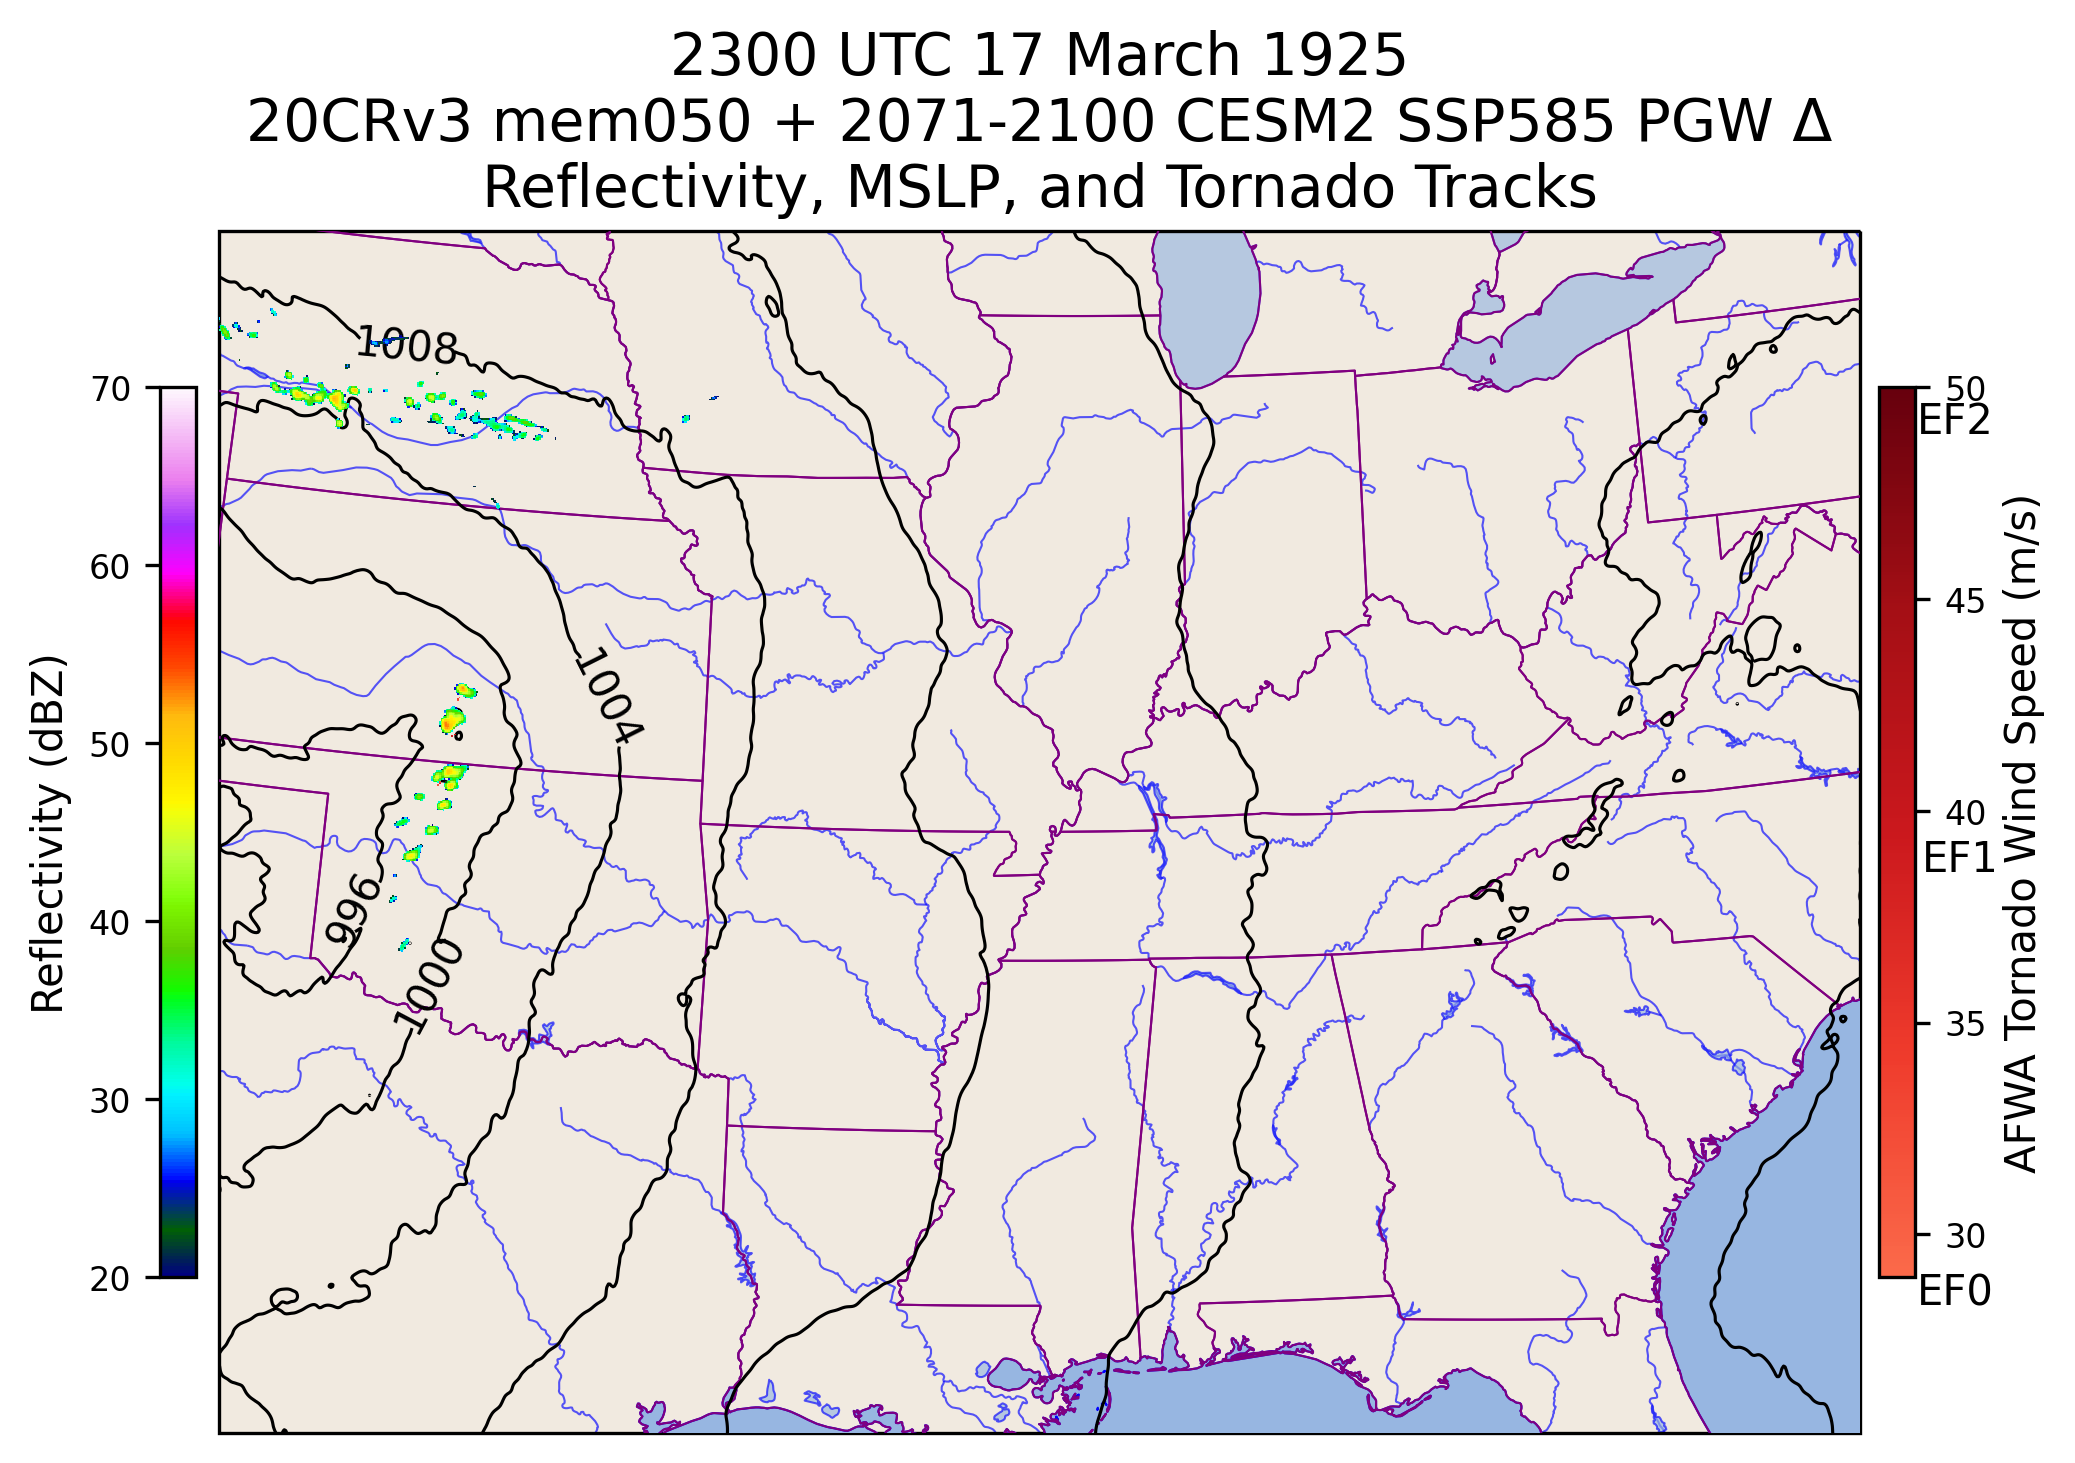 2300 UTC 17 March 1925
20CRv3 mem050 + 2071-2100 CESM2 SSP585 PGW Δ
Reflectivity, MSLP, and Tornado Tracks
Reflectivity (dBZ)
70
60
50
40
30
20
1008
1004
996
1000
50
EF2
45
40
EF1
35
30
EF0
AFWA Tornado Wind Speed (m/s)